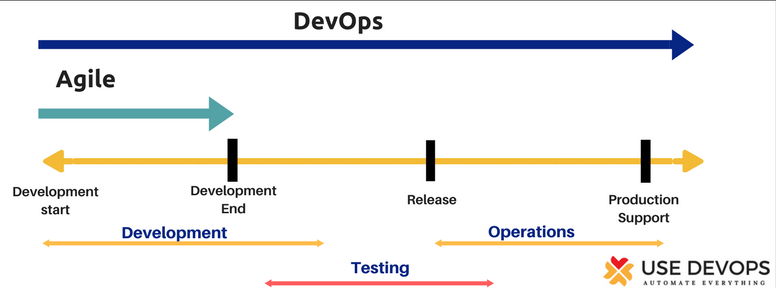 DevOps
Agile
Development
start
Development
End
Release
Production
Support
Development
Operations
Testing
USE DEVOPS
AUTOMATE EVERYTHING